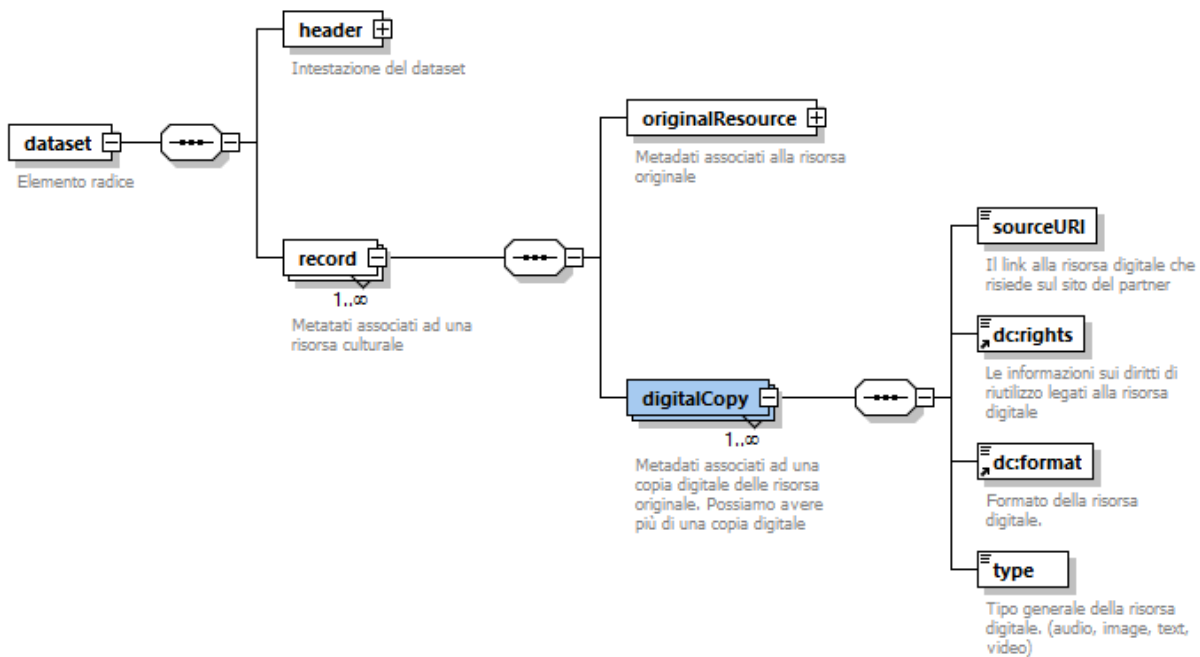 header
Intestazione del dataset
dataset
Elemento radice
record
1..∞
Metatati associati ad una
risorsa culturale
originalResource
Metadati associati alla risorsa
originale
digitalCopy
1..∞
Metadati associati ad una
copia digitale delle risorsa
originale. Possiamo avere
più di una copia digitale
sourceURI
Il link alla risorsa digitale che
risiede sul sito del partner
dc:rights
Le informazioni sui diritti di
riutilizzo legati alla risorsa
digitale
dc:format
Formato della risorsa
digitale.
type
Tipo generale della risorsa
digitale. (audio, image, text,
video)